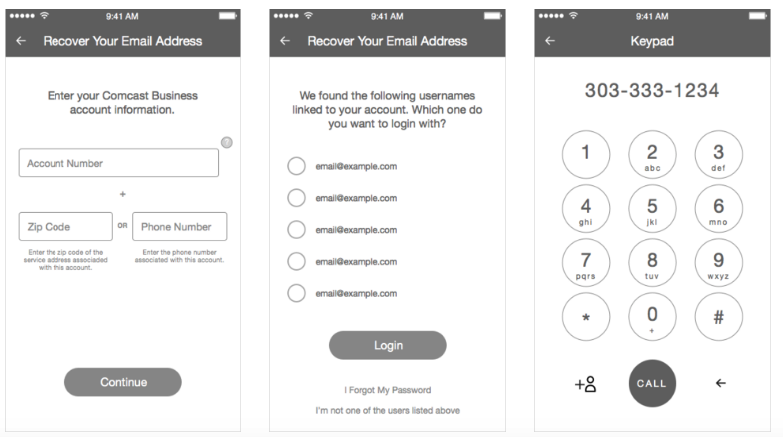 9:41 AM
Recover Your Email Address
Enter your Comcast Business
account information.
?
Account Number
+
Zip Code
OR
Phone Number
Enter the zip code of the
service address associaded
with this account.
Enter the phone number
associated with this account.
Continue
9:41 AM
Recover Your Email Address
We found the following usernames
linked to your account. Which one do
you want to login with?
email@example.com
email@example.com
email@example.com
email@example.com
email@example.com
Login
I Forgot My Password
I'm not one of the users listed above
9:41 AM
Keypad
303-333-1234
1
2
abc
3
def
4
ghi
5
jkl
6
mno
7
pqrs
8
tuv
9
wxyz
*
0
+
#
+
CALL